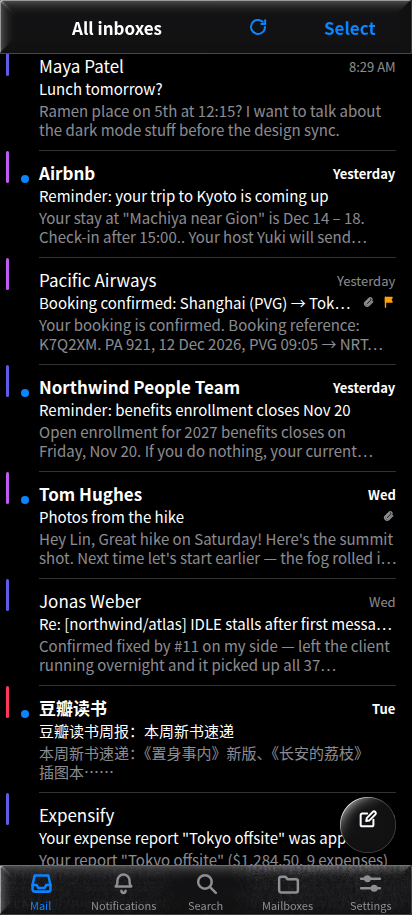 All inboxes
Select
Maya Patel
8:29 AM
Lunch tomorrow?
Ramen place on 5th at 12:15? I want to talk about
the dark mode stuff before the design sync.
Airbnb
Yesterday
Reminder: your trip to Kyoto is coming up
Your stay at "Machiya near Gion" is Dec 14 – 18.
Check-in after 15:00.. Your host Yuki will send…
Pacific Airways
Yesterday
Booking confirmed: Shanghai (PVG) → Tok…
Your booking is confirmed. Booking reference:
K7Q2XM. PA 921, 12 Dec 2026, PVG 09:05 → NRT…
Northwind People Team
Yesterday
Reminder: benefits enrollment closes Nov 20
Open enrollment for 2027 benefits closes on
Friday, Nov 20. If you do nothing, your current…
Tom Hughes
Wed
Photos from the hike
Hey Lin, Great hike on Saturday! Here's the summit
shot. Next time let's start earlier — the fog rolled i…
Jonas Weber
Wed
Re: [northwind/atlas] IDLE stalls after first messa…
Confirmed fixed by #11 on my side — left the client
running overnight and it picked up all 37…
豆瓣读书
Tue
豆瓣读书周报：本周新书速递
本周新书速递：《置身事内》新版、《长安的荔枝》
插图本……
Expensify
Your expense report "Tokyo offsite" was app
Your report "Tokyo offsite" ($1,284.50, 9 expenses)
Mail
Notifications
Search
Mailboxes
Settings